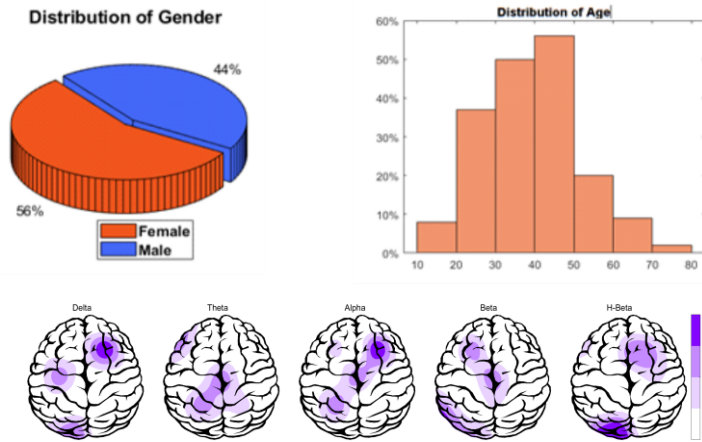 Distribution of Gender
44%
56%
Female
Male
Distribution of Age
60%
50%
40%
30%
20%
10%
0%
10 20 30 40 50 60 70 80
Delta Theta Alpha Beta H-Beta